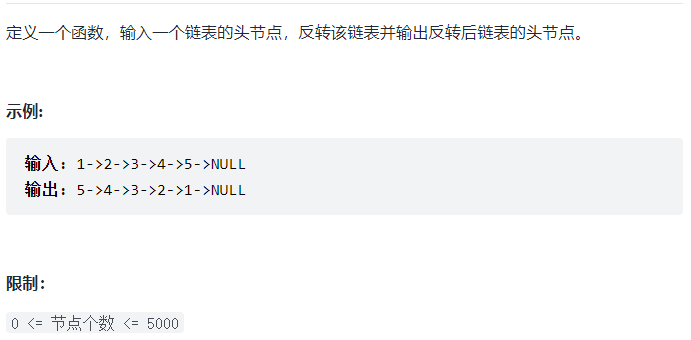 定义一个函数，输入一个链表的头节点，反转该链表并输出反转后链表的头节点。
示例:
输入: 1->2->3->4->5->NULL
输出: 5->4->3->2->1->NULL
限制：
0 <= 节点个数 <= 5000